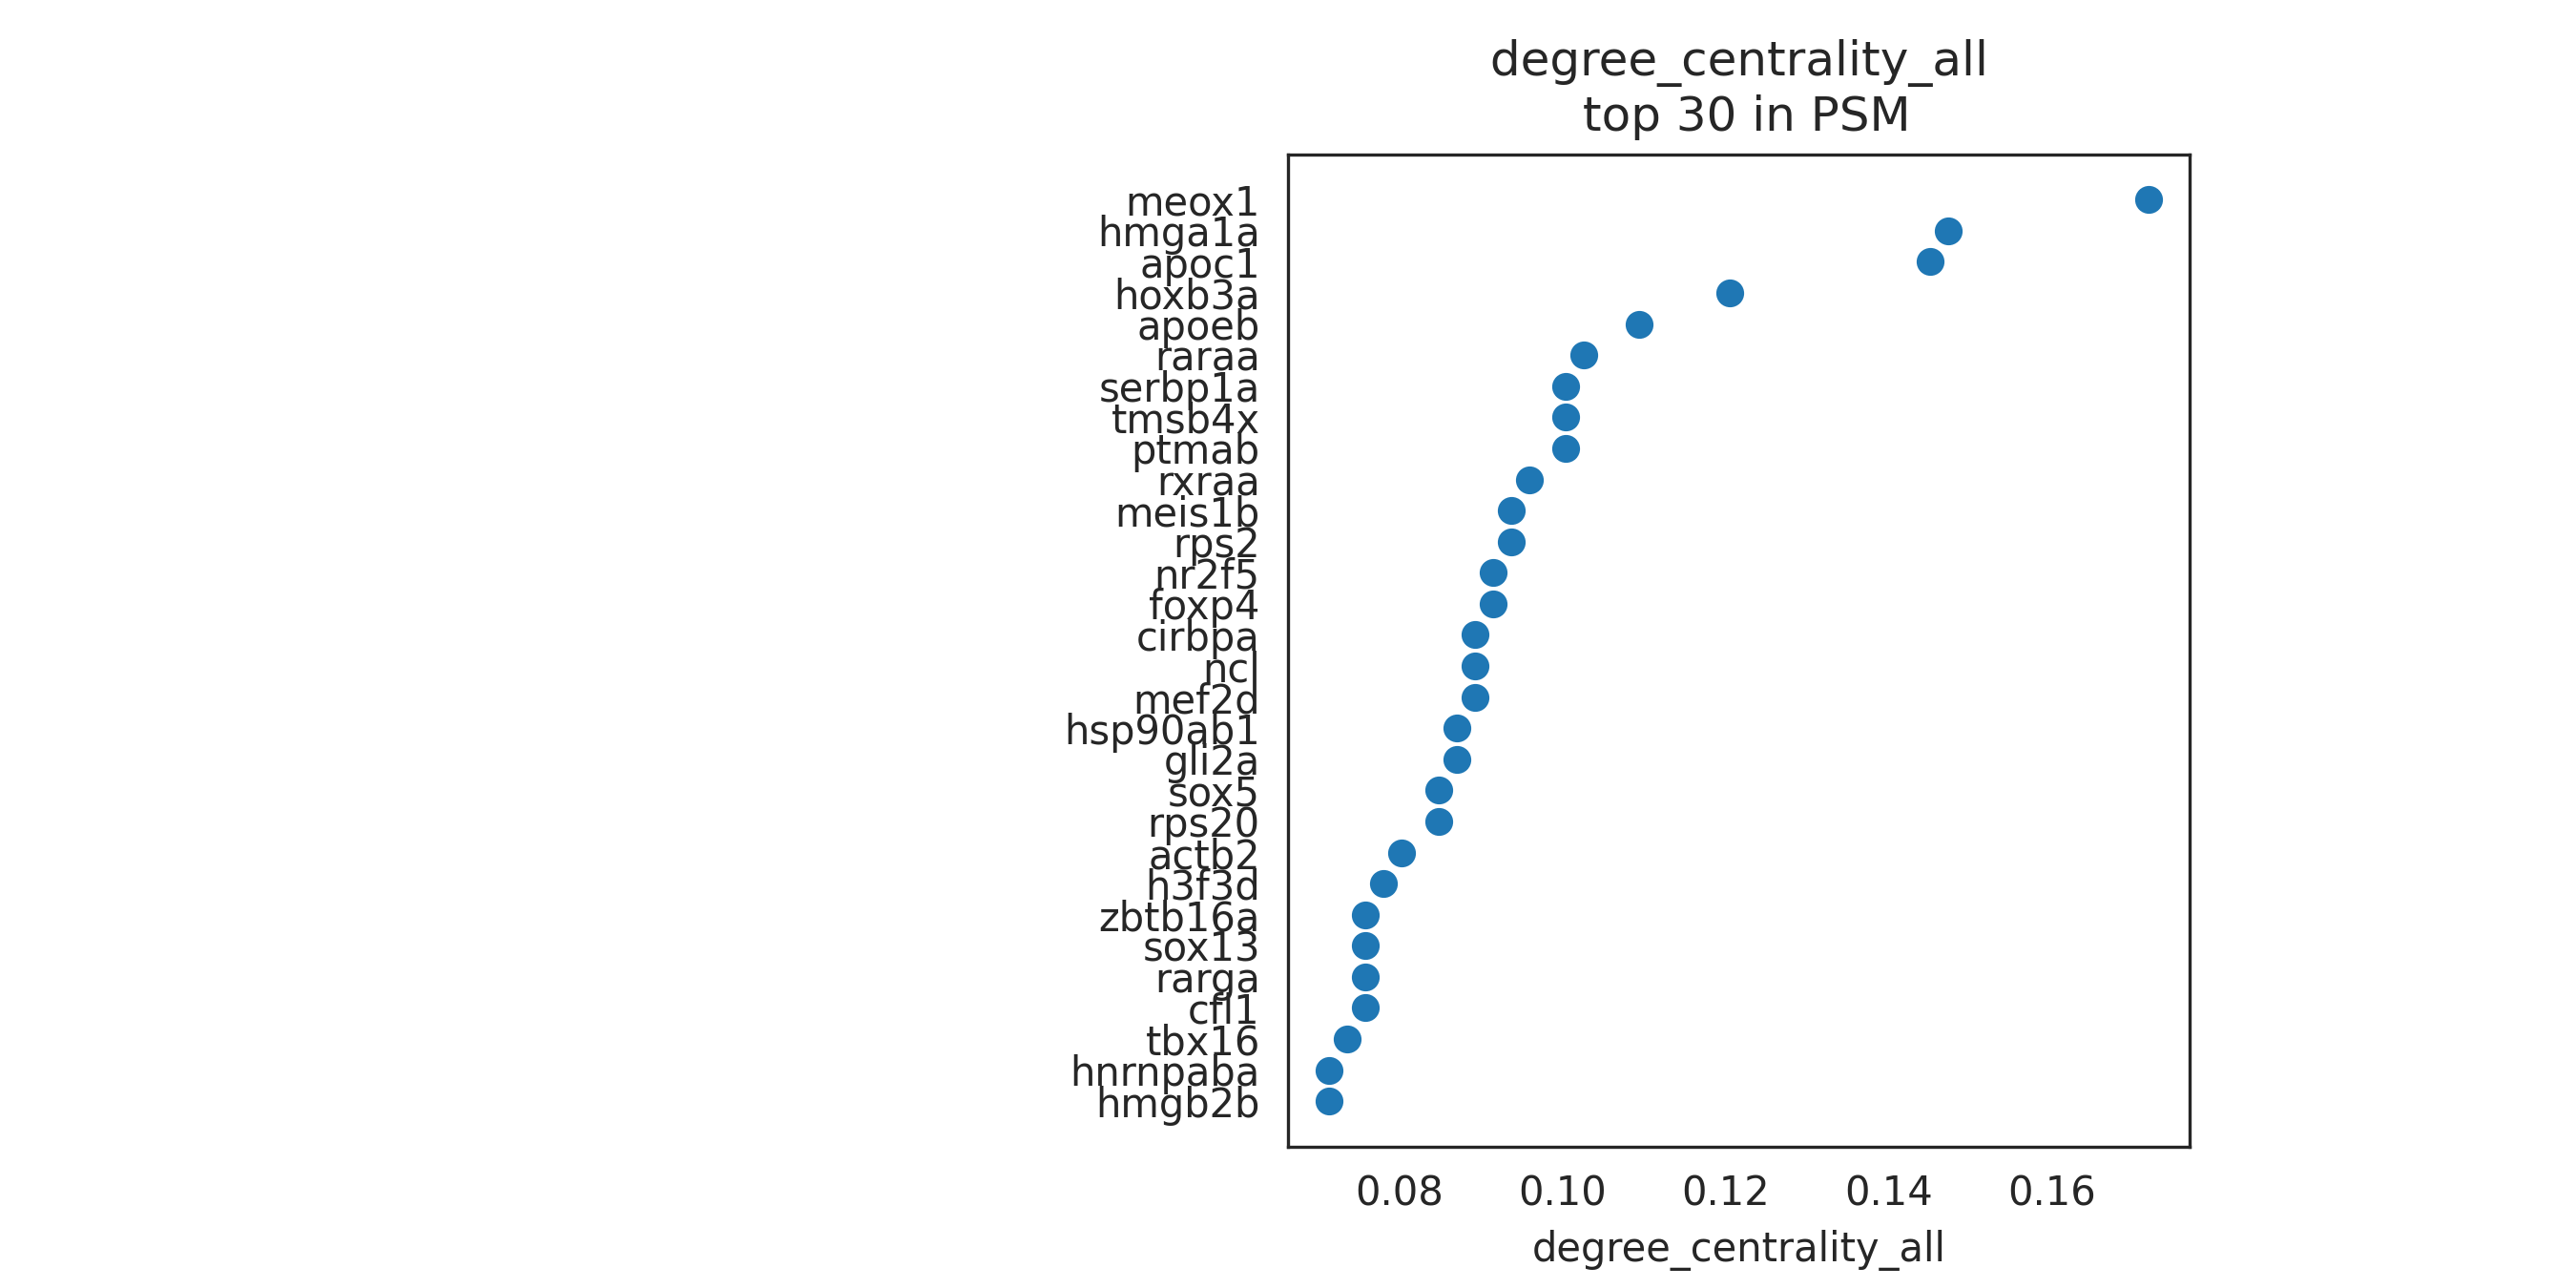 degree_centrality_all
top 30 in PSM
meox1
hmga1a
apoc1
hoxb3a
apoeb
raraa
serbp1a
tmsb4x
ptmab
rxraa
meis1b
rps2
nr2f5
foxp4
cirbpa
ncl
mef2d
hsp90ab1
gli2a
sox5
rps20
actb2
h3f3d
zbtb16a
sox13
rarga
cfl1
tbx16
hnrnpaba
hmgb2b
0.08 0.10 0.12 0.14 0.16
degree_centrality_all